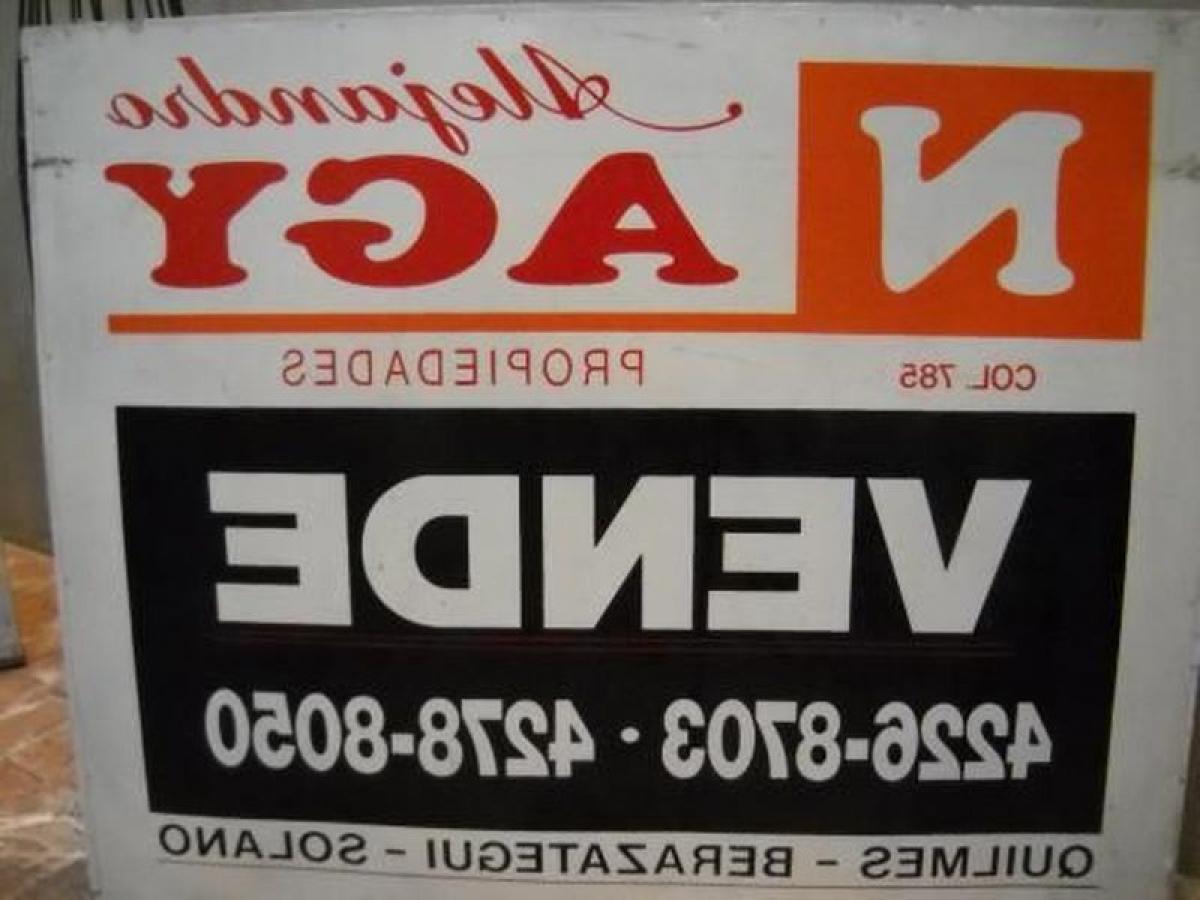 Alejandro
NAGY
PROPIEDADES
COL 785
VENDE
4226-8703 · 4278-8050
QUILMES - BERAZATEGUI - SOLANO